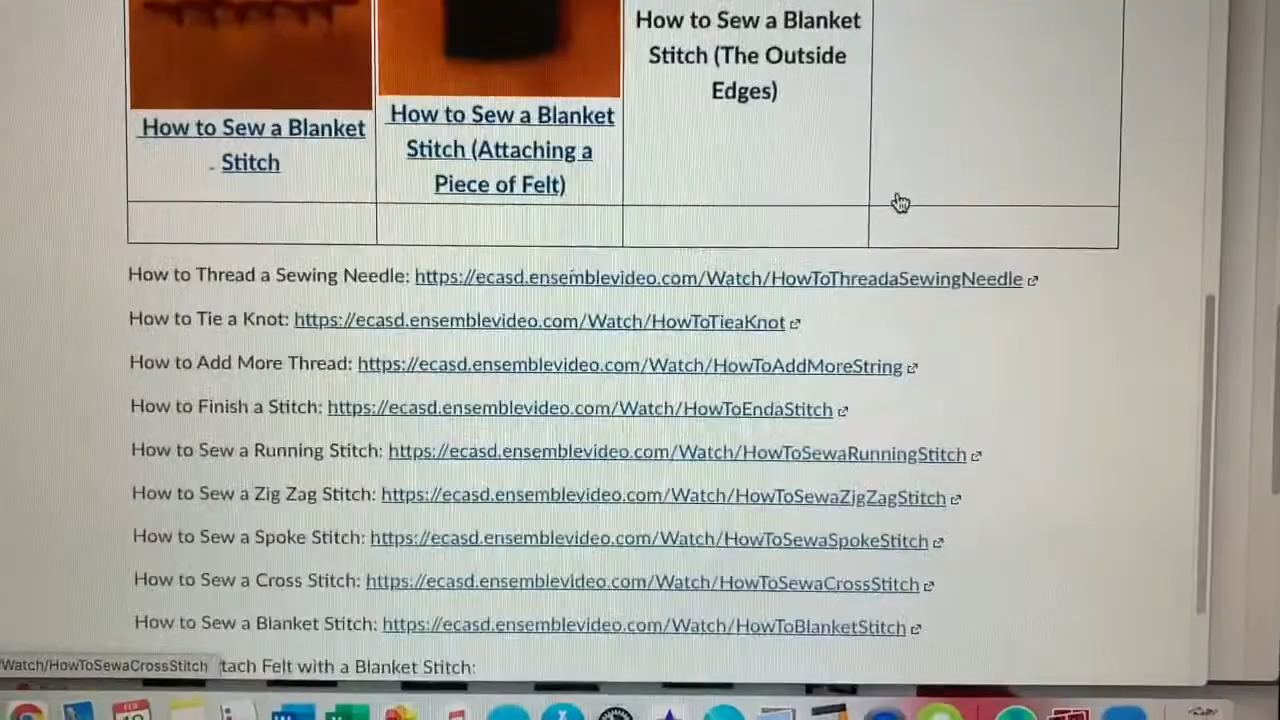 How to Sew a Blanket
Stitch (The Outside
Edges)
How to Sew a Blanket
Stitch
How to Sew a Blanket
Stitch (Attaching a
Piece of Felt)
How to Thread a Sewing Needle: https://ecasd.ensemblevideo.com/Watch/HowToThreadaSewingNeedle
How to Tie a Knot: https://ecasd.ensemblevideo.com/Watch/HowToTieaKnot
How to Add More Thread: https://ecasd.ensemblevideo.com/Watch/HowToAddMoreString
How to Finish a Stitch: https://ecasd.ensemblevideo.com/Watch/HowToEndaStitch
How to Sew a Running Stitch: https://ecasd.ensemblevideo.com/Watch/HowToSewaRunningStitch
How to Sew a Zig Zag Stitch: https://ecasd.ensemblevideo.com/Watch/HowToSewaZigZagStitch
How to Sew a Spoke Stitch: https://ecasd.ensemblevideo.com/Watch/HowToSewaSpokeStitch
How to Sew a Cross Stitch: https://ecasd.ensemblevideo.com/Watch/HowToSewaCrossStitch
How to Sew a Blanket Stitch: https://ecasd.ensemblevideo.com/Watch/HowToBlanketStitch
/Watch/HowToSewaCrossStitch tach Felt with a Blanket Stitch:
FEB